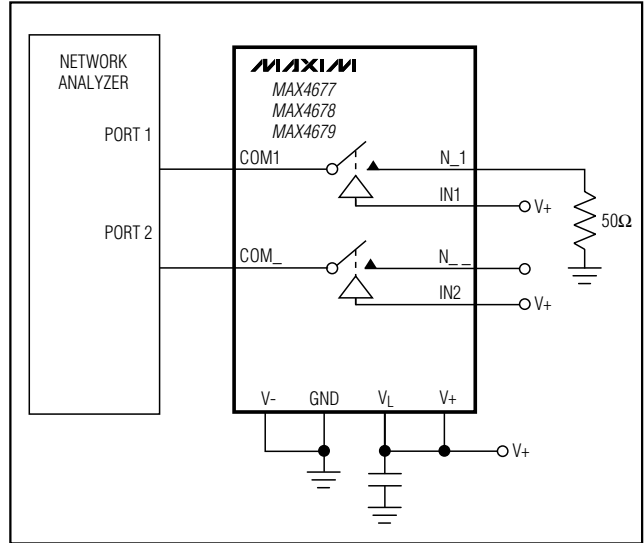 NETWORK
ANALYZER
MAXIM
MAX4677
MAX4678
MAX4679
PORT 1
COM1
N_1
IN1
V+
50Ω
PORT 2
COM_
N_ _
IN2
V+
V-
GND
VL
V+
V+